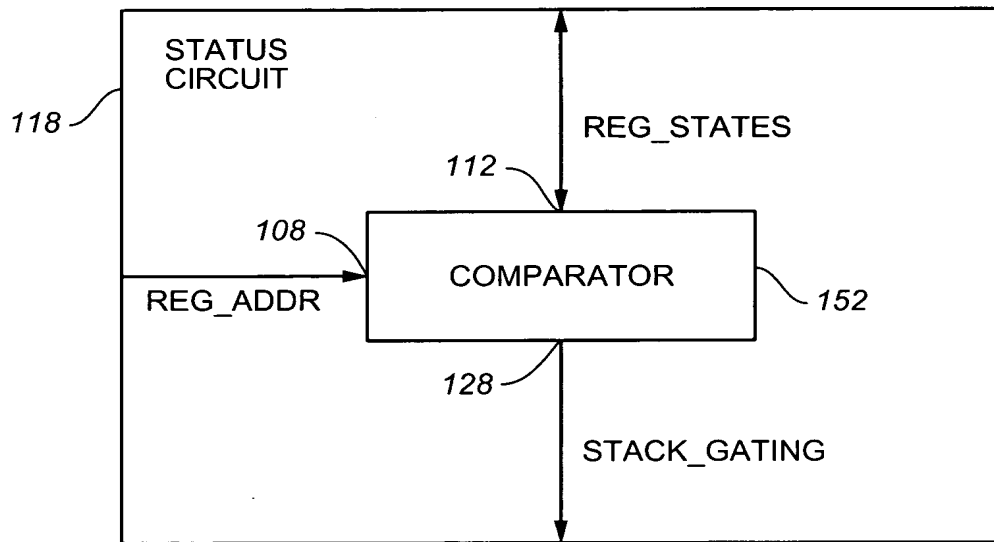 STATUS
CIRCUIT
118
REG_STATES
112
108
COMPARATOR
REG_ADDR
152
128
STACK_GATING